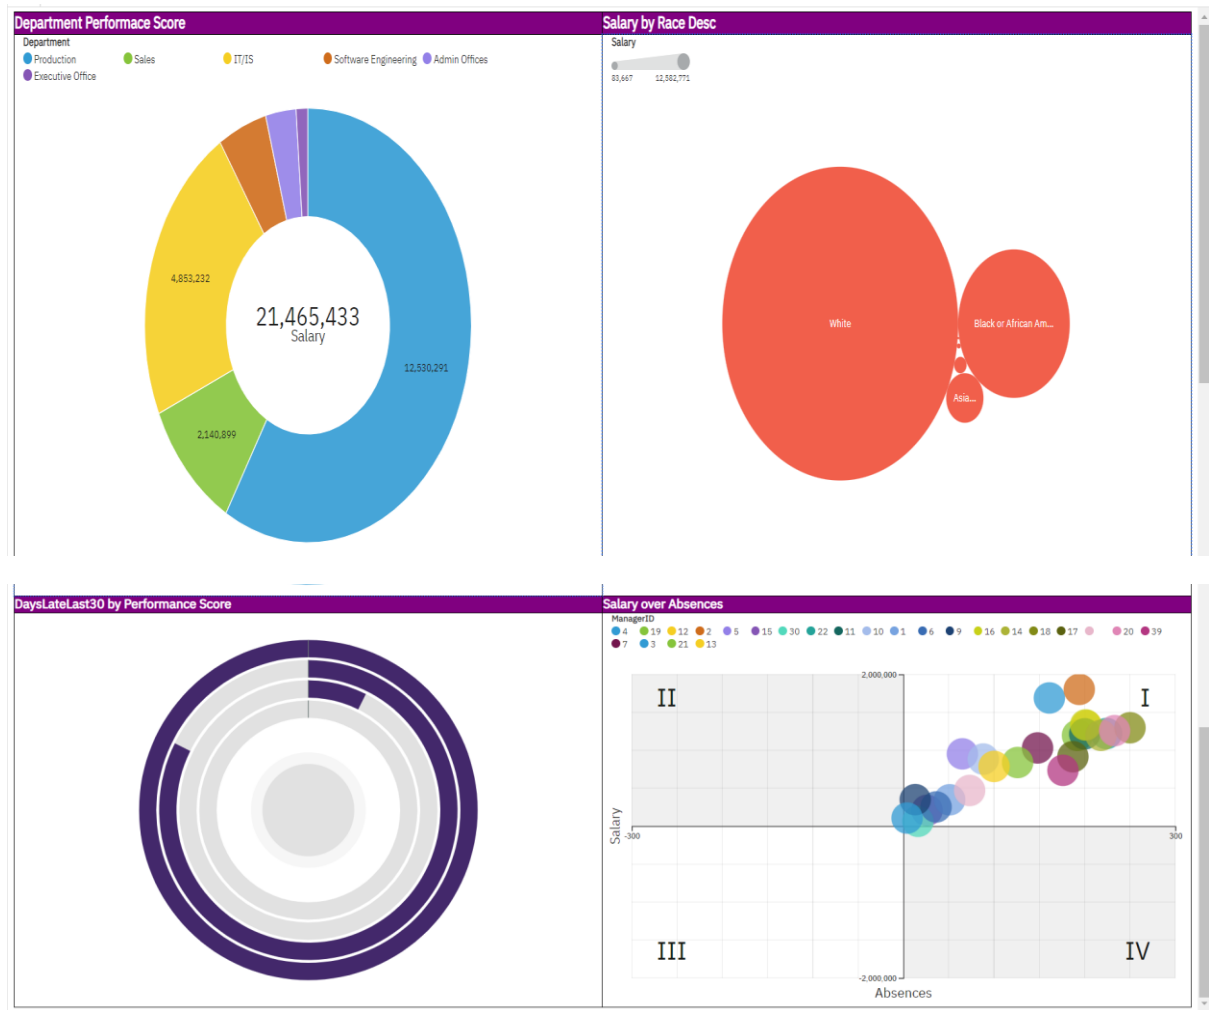 Department Performace Score
Department
Production Sales IT/IS Software Engineering Admin Offices
Executive Office
4,853,232
21,465,433
Salary
12,530,291
2,140,899
Salary by Race Desc
Salary
83,667 12,582,771
White
Black or African Am...
Asia...
DaysLateLast30 by Performance Score
Salary over Absences
ManagerID
4 19 12 2 5 15 30 22 11 10 1 6 9 16 14 18 17 20 39
7 3 21 13
2,000,000
II
I
Salary
-300
300
III
IV
-2,000,000
Absences